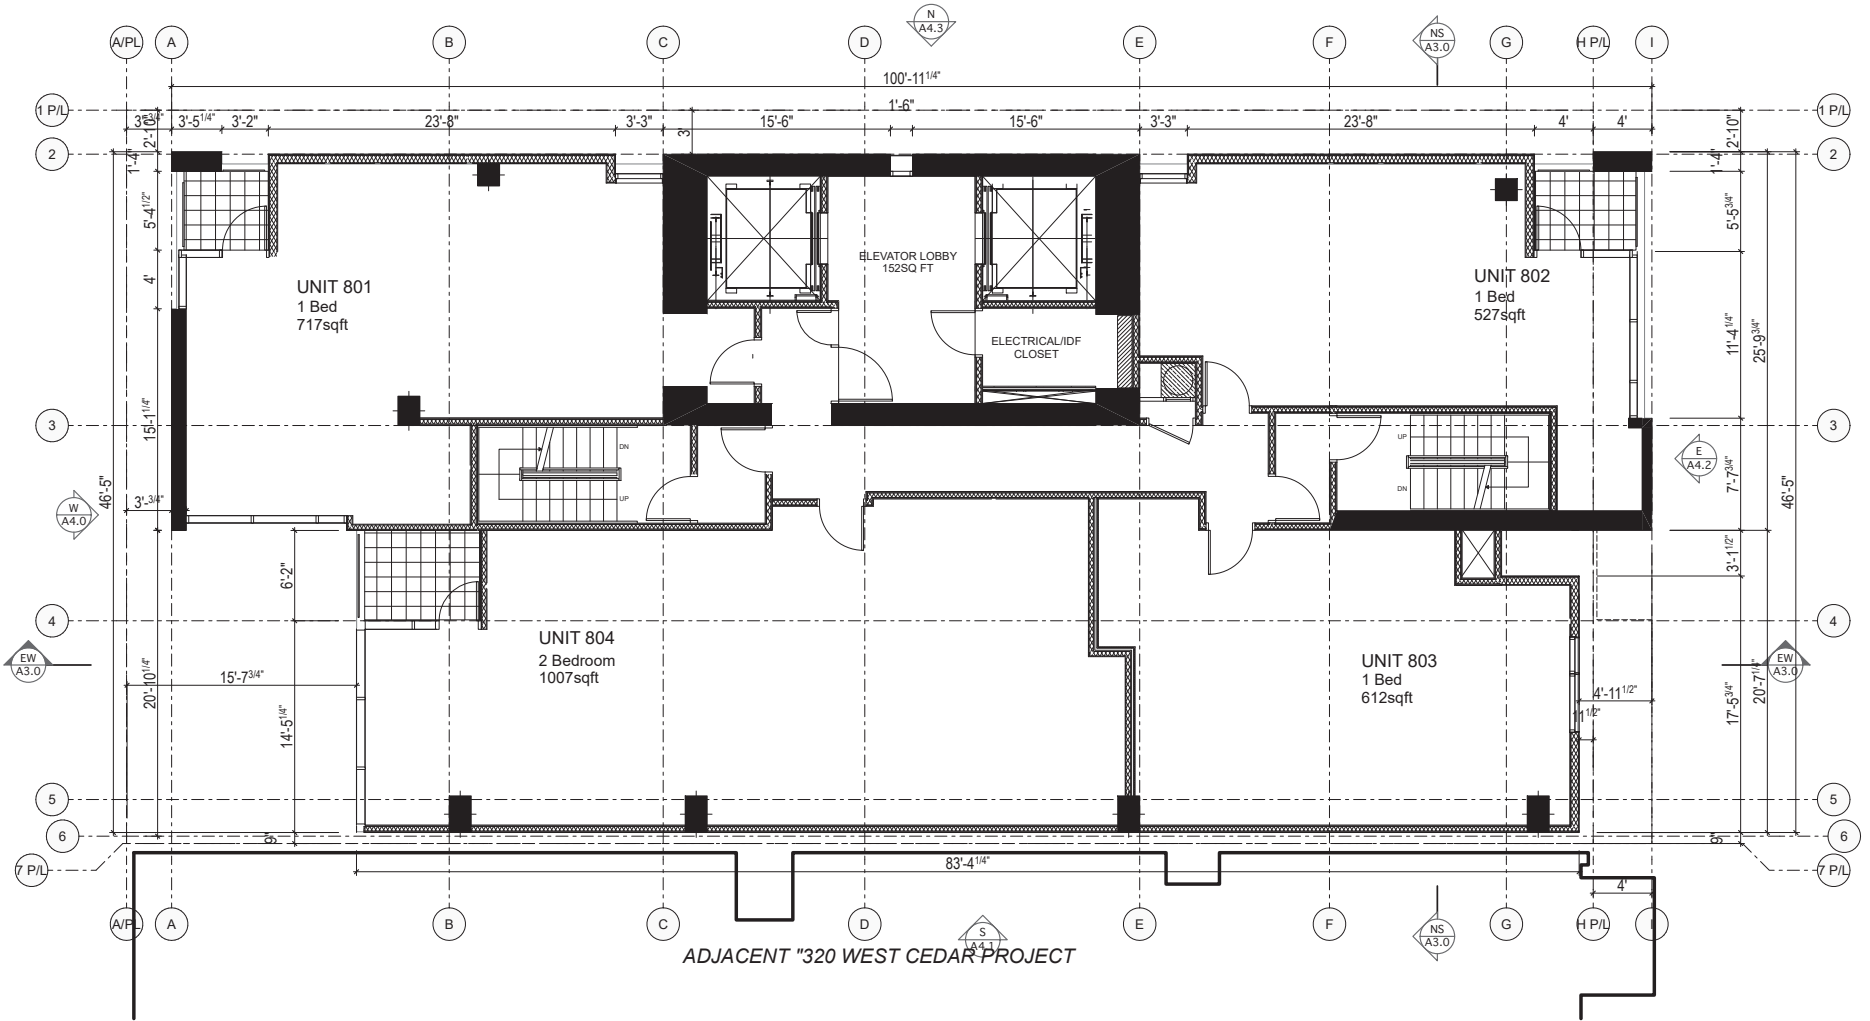 N
A4.3
NS
A3.0
A/PL
A
B
C
D
E
F
G
H P/L
I
100'-11 1/4"
1 P/L
1'-6"
1 P/L
3'-5 1/4"
3'-2"
23'-8"
3'-3"
3'
15'-6"
15'-6"
3'-3"
23'-8"
4'
4'
2'-10"
2'-10"
2
2
1'-4"
1'-4"
5'-4 1/2"
5'-5 3/4"
ELEVATOR LOBBY
152SQ FT
4'
UNIT 801
1 Bed
717sqft
UNIT 802
1 Bed
527sqft
ELECTRICAL/IDF
CLOSET
11'-4 1/4"
25'-9 3/4"
15'-1 1/4"
3
3
DN
UP
UP
DN
E
A4.2
46'-5"
7'-7 3/4"
46'-5"
W
A4.0
3'-3/4"
6'-2"
3'-1 1/2"
4
4
UNIT 804
2 Bedroom
1007sqft
UNIT 803
1 Bed
612sqft
EW
A3.0
EW
A3.0
15'-7 3/4"
20'-10 1/4"
14'-5 1/4"
4'-11 1/2"
11 1/2"
17'-5 3/4"
20'-7 1/4"
5
5
6
6
9"
9"
7 P/L
83'-4 1/4"
7 P/L
4'
A/PL
A
B
C
D
E
F
G
H P/L
I
S
A4.1
NS
A3.0
ADJACENT "320 WEST CEDAR PROJECT